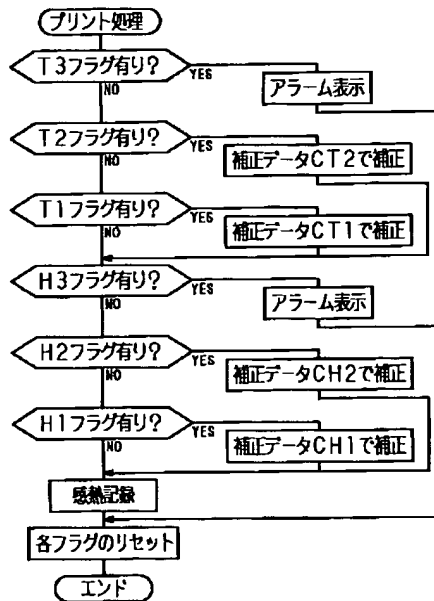 プリント処理
T3フラグ有り?
YES
アラーム表示
NO
T2フラグ有り?
YES
補正データCT2で補正
NO
T1フラグ有り?
YES
補正データCT1で補正
NO
H3フラグ有り?
YES
アラーム表示
NO
H2フラグ有り?
YES
補正データCH2で補正
NO
H1フラグ有り?
YES
補正データCH1で補正
NO
感熱記録
各フラグのリセット
エンド